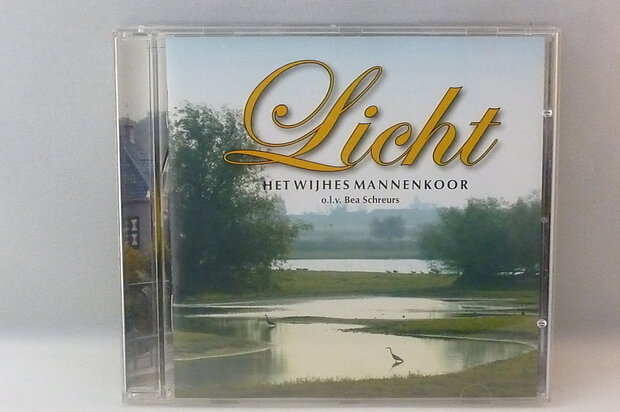 Licht
HET WIJHES MANNENKOOR
o.l.v. Bea Schreurs